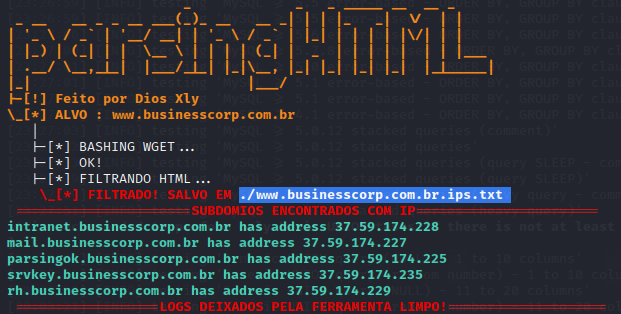 parsing HTML
├─[!] Feito por Dios Xly
\_[*] ALVO : www.businesscorp.com.br
|
├─[*] BASHING WGET...
├─[*] OK!
├─[*] FILTRANDO HTML...
\_[*] FILTRADO! SALVO EM ./www.businesscorp.com.br.ips.txt
SUBDOMIOS ENCONTRADOS COM IP
intranet.businesscorp.com.br has address 37.59.174.228
mail.businesscorp.com.br has address 37.59.174.227
parsingok.businesscorp.com.br has address 37.59.174.225
srvkey.businesscorp.com.br has address 37.59.174.235
rh.businesscorp.com.br has address 37.59.174.229
LOGS DEIXADOS PELA FERRAMENTA LIMPO!